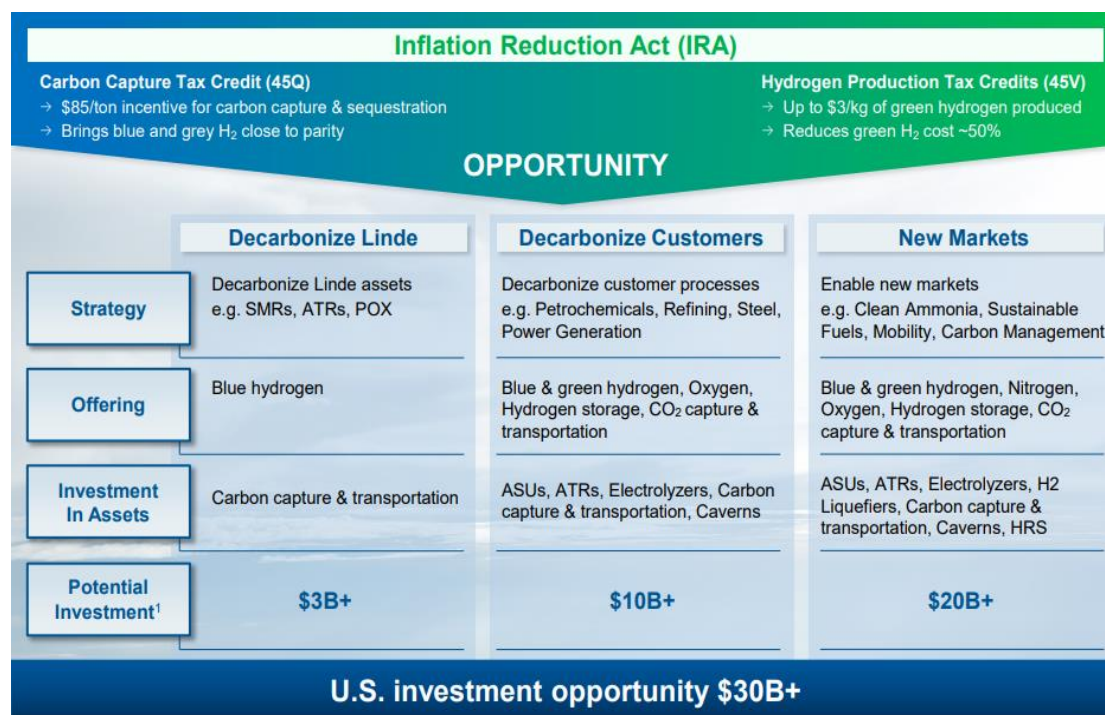 Inflation Reduction Act (IRA)
Carbon Capture Tax Credit (45Q)
→ $85/ton incentive for carbon capture & sequestration
→ Brings blue and grey H₂ close to parity
Hydrogen Production Tax Credits (45V)
→ Up to $3/kg of green hydrogen produced
→ Reduces green H₂ cost ~50%
OPPORTUNITY
Decarbonize Linde
Decarbonize Customers
New Markets
Strategy
Decarbonize Linde assets
e.g. SMRs, ATRs, POX
Decarbonize customer processes
e.g. Petrochemicals, Refining, Steel,
Power Generation
Enable new markets
e.g. Clean Ammonia, Sustainable
Fuels, Mobility, Carbon Management
Offering
Blue hydrogen
Blue & green hydrogen, Oxygen,
Hydrogen storage, CO₂ capture &
transportation
Blue & green hydrogen, Nitrogen,
Oxygen, Hydrogen storage, CO₂
capture & transportation
Investment
In Assets
Carbon capture & transportation
ASUs, ATRs, Electrolyzers, Carbon
capture & transportation, Caverns
ASUs, ATRs, Electrolyzers, H2
Liquefiers, Carbon capture &
transportation, Caverns, HRS
Potential
Investment¹
$3B+
$10B+
$20B+
U.S. investment opportunity $30B+